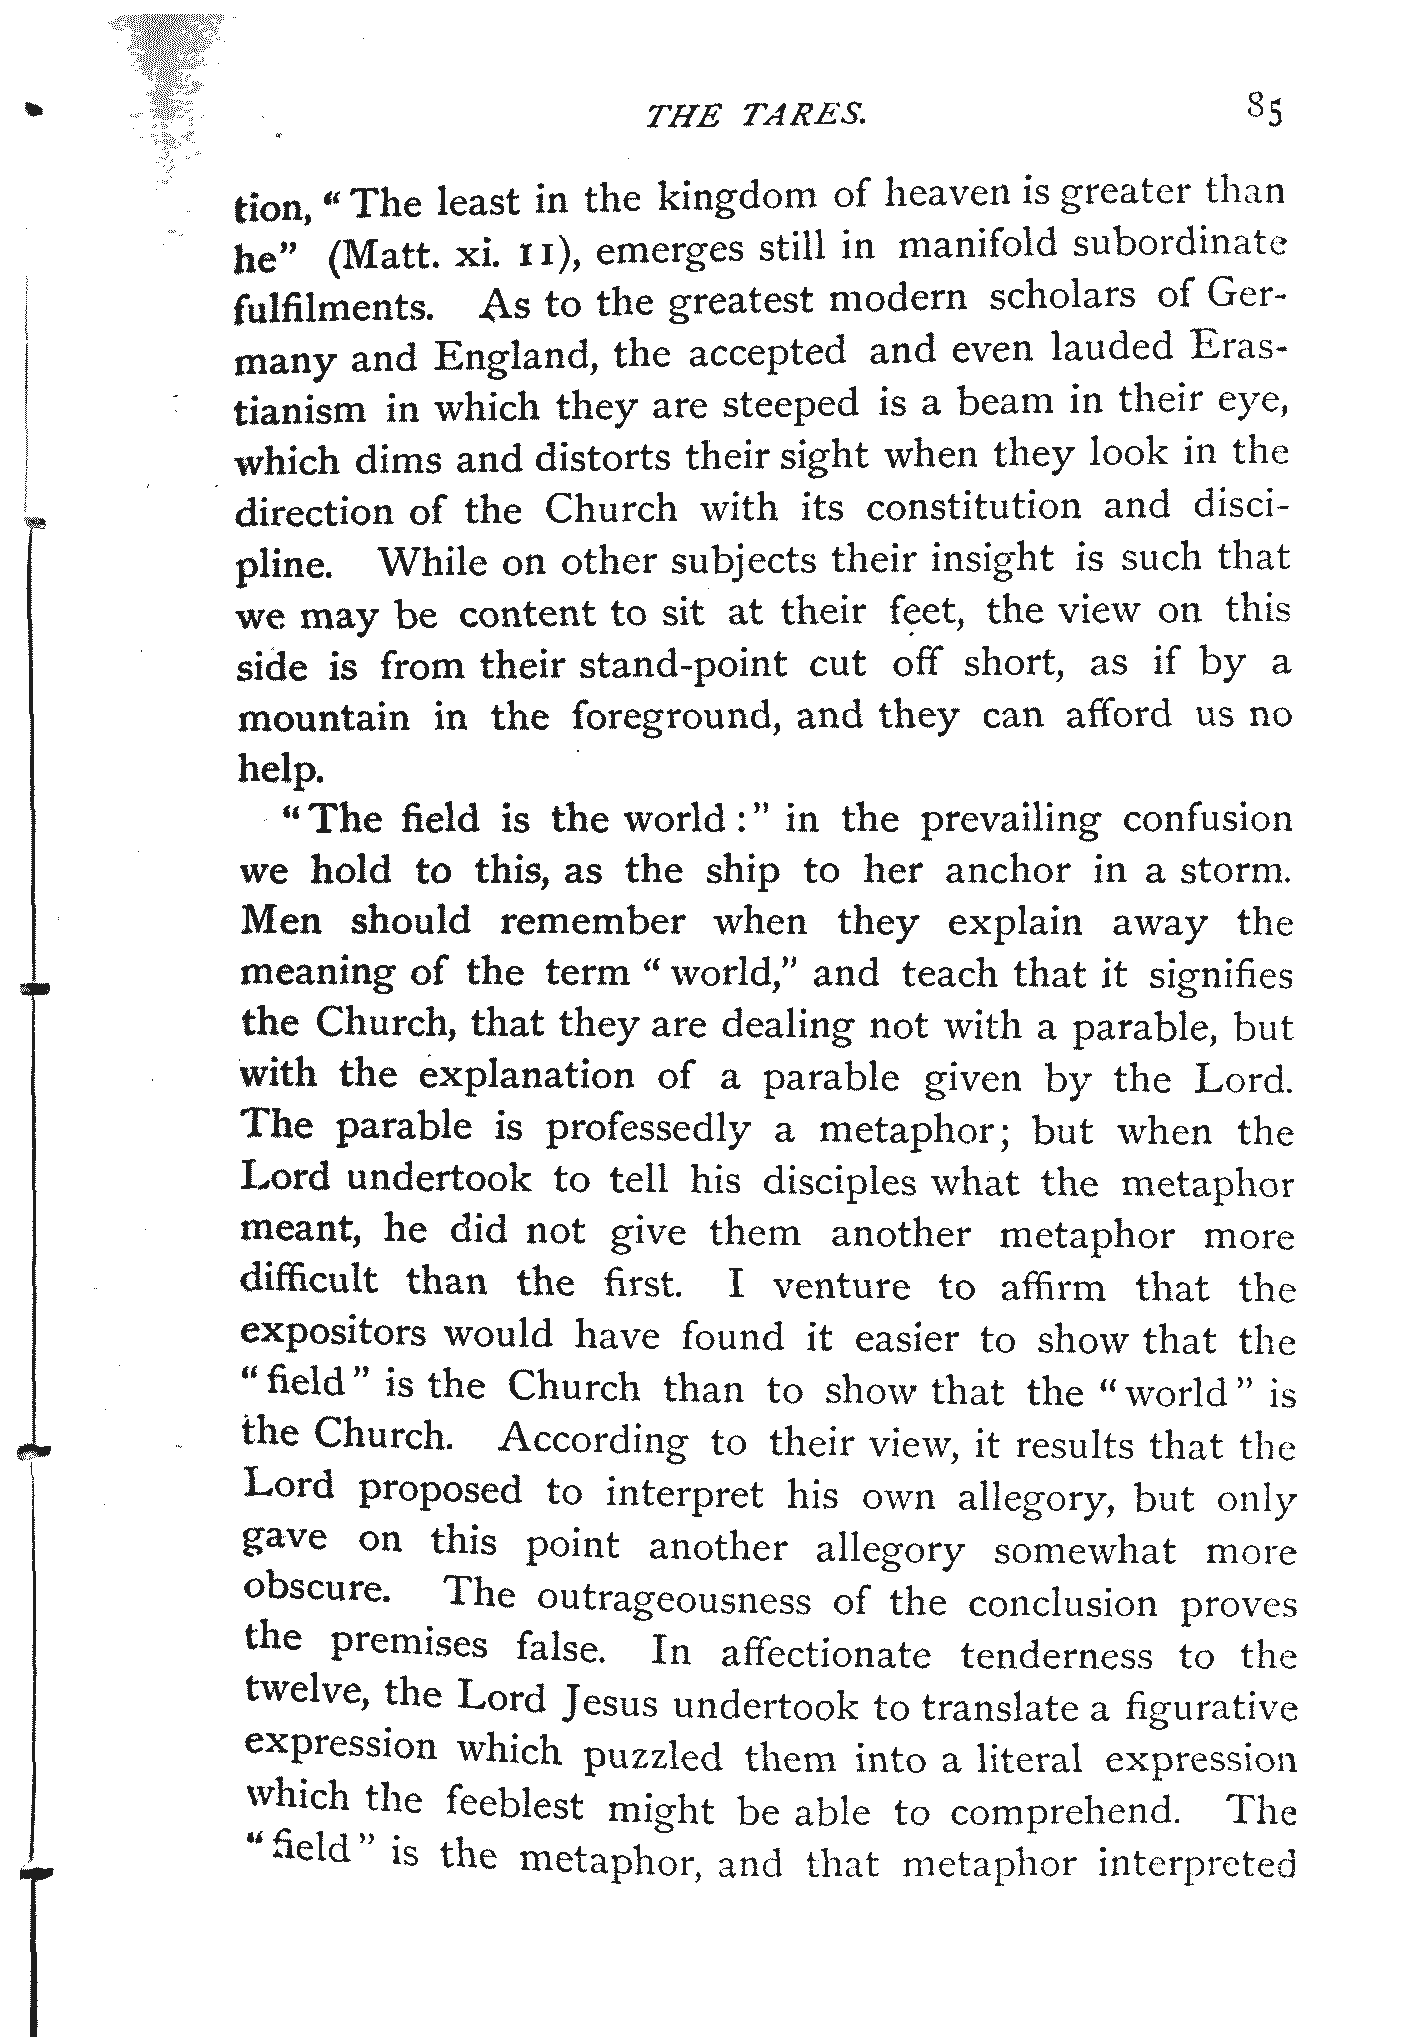 THE TARES. 85
tion, “ The least in the kingdom of heaven is greater than
he” (Matt. xi. 11), emerges still in manifold subordinate
fulfilments. As to the greatest modern scholars of Ger-
many and England, the accepted and even lauded Eras-
tianism in which they are steeped is a beam in their eye,
which dims and distorts their sight when they look in the
direction of the Church with its constitution and disci-
pline. While on other subjects their insight is such that
we may be content to sit at their feet, the view on this
side is from their stand-point cut off short, as if by a
mountain in the foreground, and they can afford us no
help.
“ The field is the world :” in the prevailing confusion
we hold to this, as the ship to her anchor in a storm.
Men should remember when they explain away the
meaning of the term “ world,” and teach that it signifies
the Church, that they are dealing not with a parable, but
with the explanation of a parable given by the Lord.
The parable is professedly a metaphor; but when the
Lord undertook to tell his disciples what the metaphor
meant, he did not give them another metaphor more
difficult than the first. I venture to affirm that the
expositors would have found it easier to show that the
“ field ” is the Church than to show that the “ world ” is
the Church. According to their view, it results that the
Lord proposed to interpret his own allegory, but only
gave on this point another allegory somewhat more
obscure. The outrageousness of the conclusion proves
the premises false. In affectionate tenderness to the
twelve, the Lord Jesus undertook to translate a figurative
expression which puzzled them into a literal expression
which the feeblest might be able to comprehend. The
“ field ” is the metaphor, and that metaphor interpreted